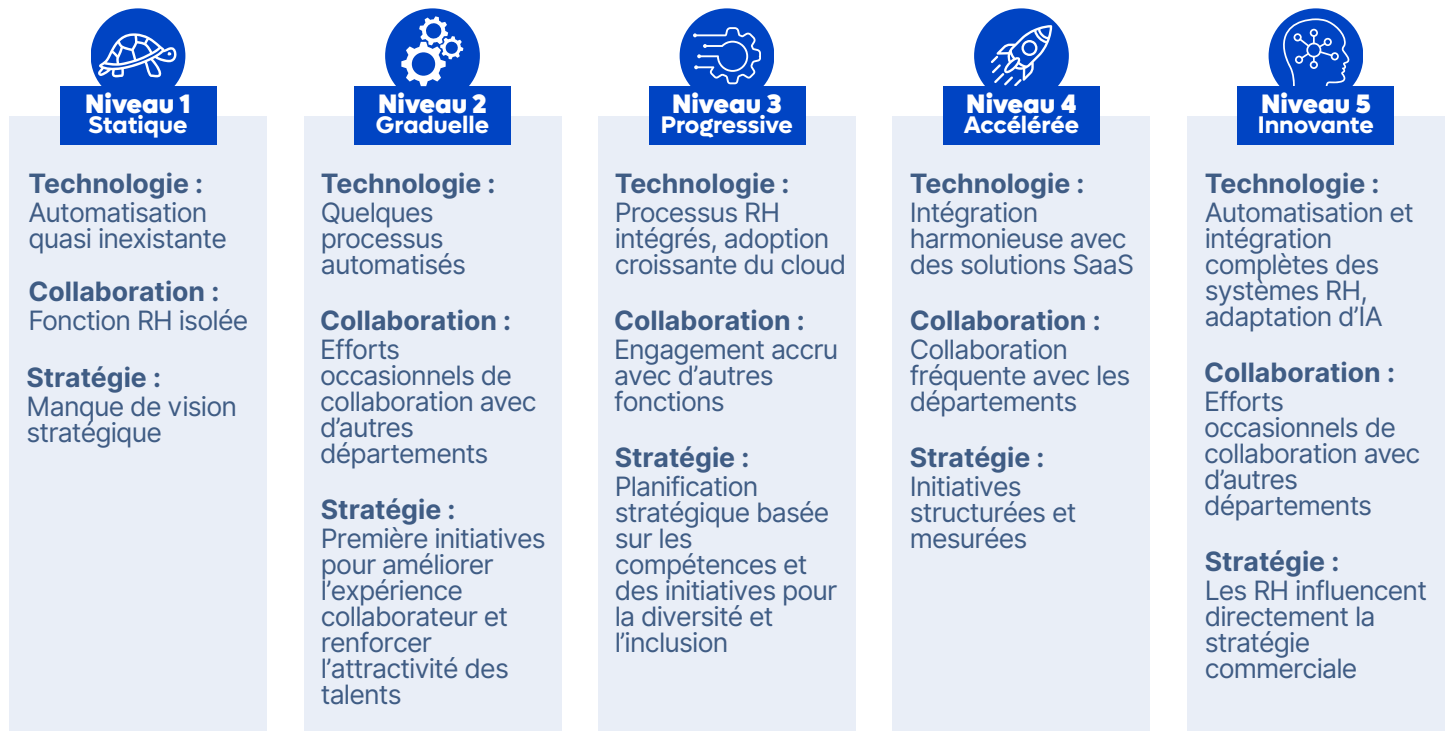 Niveau 1
Statique
Technologie :
Automatisation
quasi inexistante
Collaboration :
Fonction RH isolée
Stratégie :
Manque de vision
stratégique
Niveau 2
Graduelle
Technologie :
Quelques
processus
automatisés
Collaboration :
Efforts
occasionnels de
collaboration avec
d'autres
départements
Stratégie :
Première initiatives
pour améliorer
l'expérience
collaborateur et
renforcer
l'attractivité des
talents
Niveau 3
Progressive
Technologie :
Processus RH
intégrés, adoption
croissante du cloud
Collaboration :
Engagement accru
avec d'autres
fonctions
Stratégie :
Planification
stratégique basée
sur les
compétences et
des initiatives pour
la diversité et
l'inclusion
Niveau 4
Accélérée
Technologie :
Intégration
harmonieuse avec
des solutions SaaS
Collaboration :
Collaboration
fréquente avec les
départements
Stratégie :
Initiatives
structurées et
mesurées
Niveau 5
Innovante
Technologie :
Automatisation et
intégration
complètes des
systèmes RH,
adaptation d'IA
Collaboration :
Efforts
occasionnels de
collaboration avec
d'autres
départements
Stratégie :
Les RH influencent
directement la
stratégie
commerciale